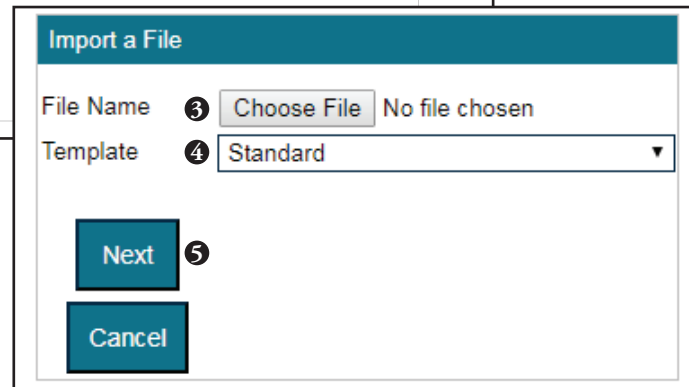 Import a File
File Name ❸ Choose File No file chosen
Template ❹ Standard
Next ❺
Cancel